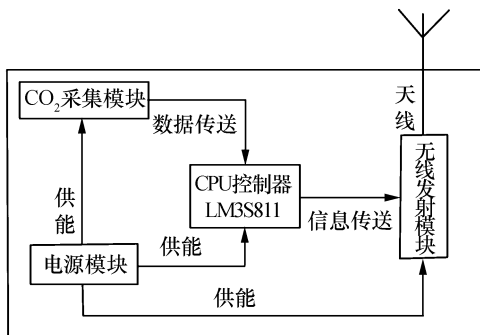 天线
CO₂采集模块
数据传送
无线发射模块
CPU控制器
LM3S811
信息传送
供能
供能
电源模块
供能